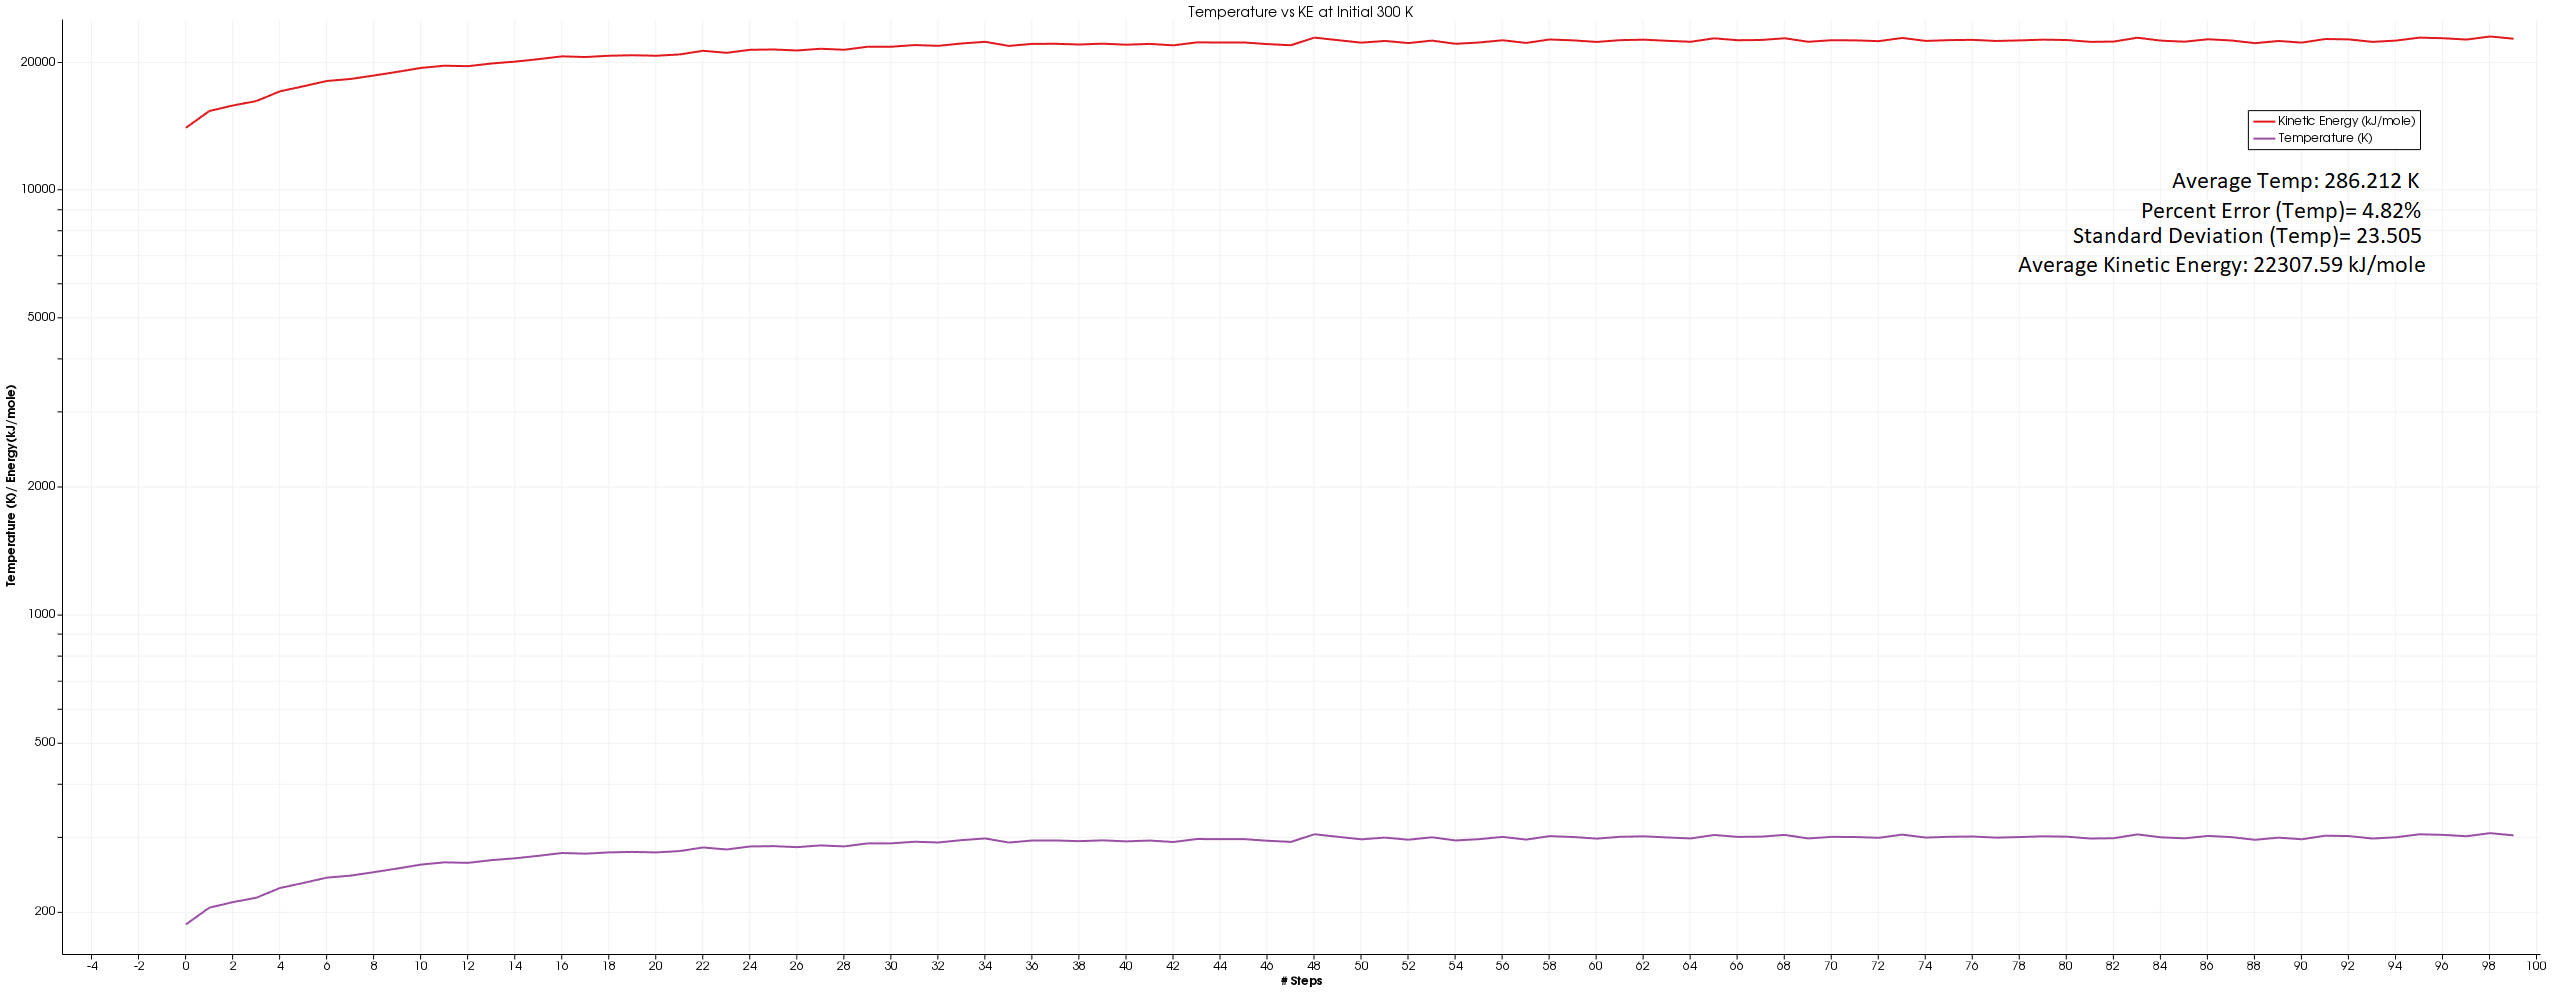 Temperature vs KE at Initial 300 K
20000
10000
5000
2000
1000
500
200
Temperature (K)/ Energy(kJ/mole)
Kinetic Energy (kJ/mole)
Temperature (K)
Average Temp: 286.212 K
Percent Error (Temp)= 4.82%
Standard Deviation (Temp)= 23.505
Average Kinetic Energy: 22307.59 kJ/mole
-4 -2 0 2 4 6 8 10 12 14 16 18 20 22 24 26 28 30 32 34 36 38 40 42 44 46 48 50 52 54 56 58 60 62 64 66 68 70 72 74 76 78 80 82 84 86 88 90 92 94 96 98 100
# Steps